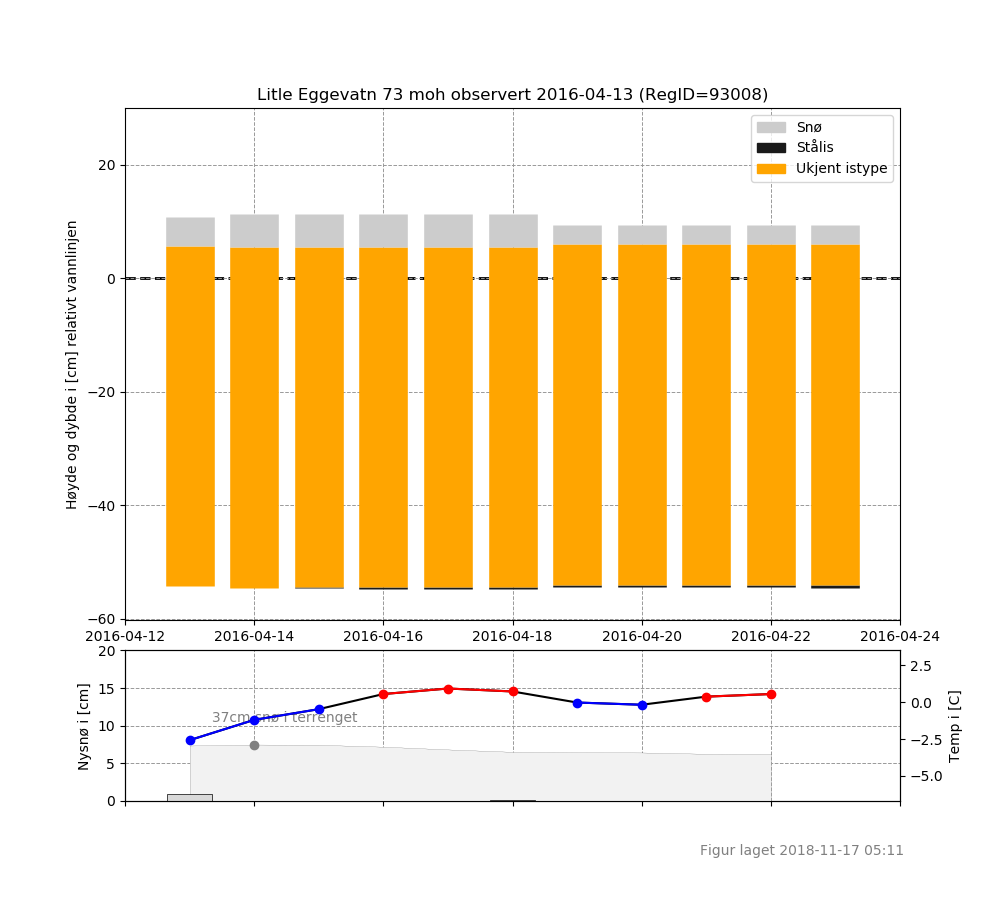 Litle Eggevatn 73 moh observert 2016-04-13 (RegID=93008)
Snø
Stålis
Ukjent istype
Høyde og dybde i [cm] relativt vannlinjen
20
0
−20
−40
−60
2016-04-12 2016-04-14 2016-04-16 2016-04-18 2016-04-20 2016-04-22 2016-04-24
Nysnø i [cm]
20
15
10
5
0
37cm snø i terrenget
2.5
0.0
−2.5
−5.0
Temp i [C]
Figur laget 2018-11-17 05:11